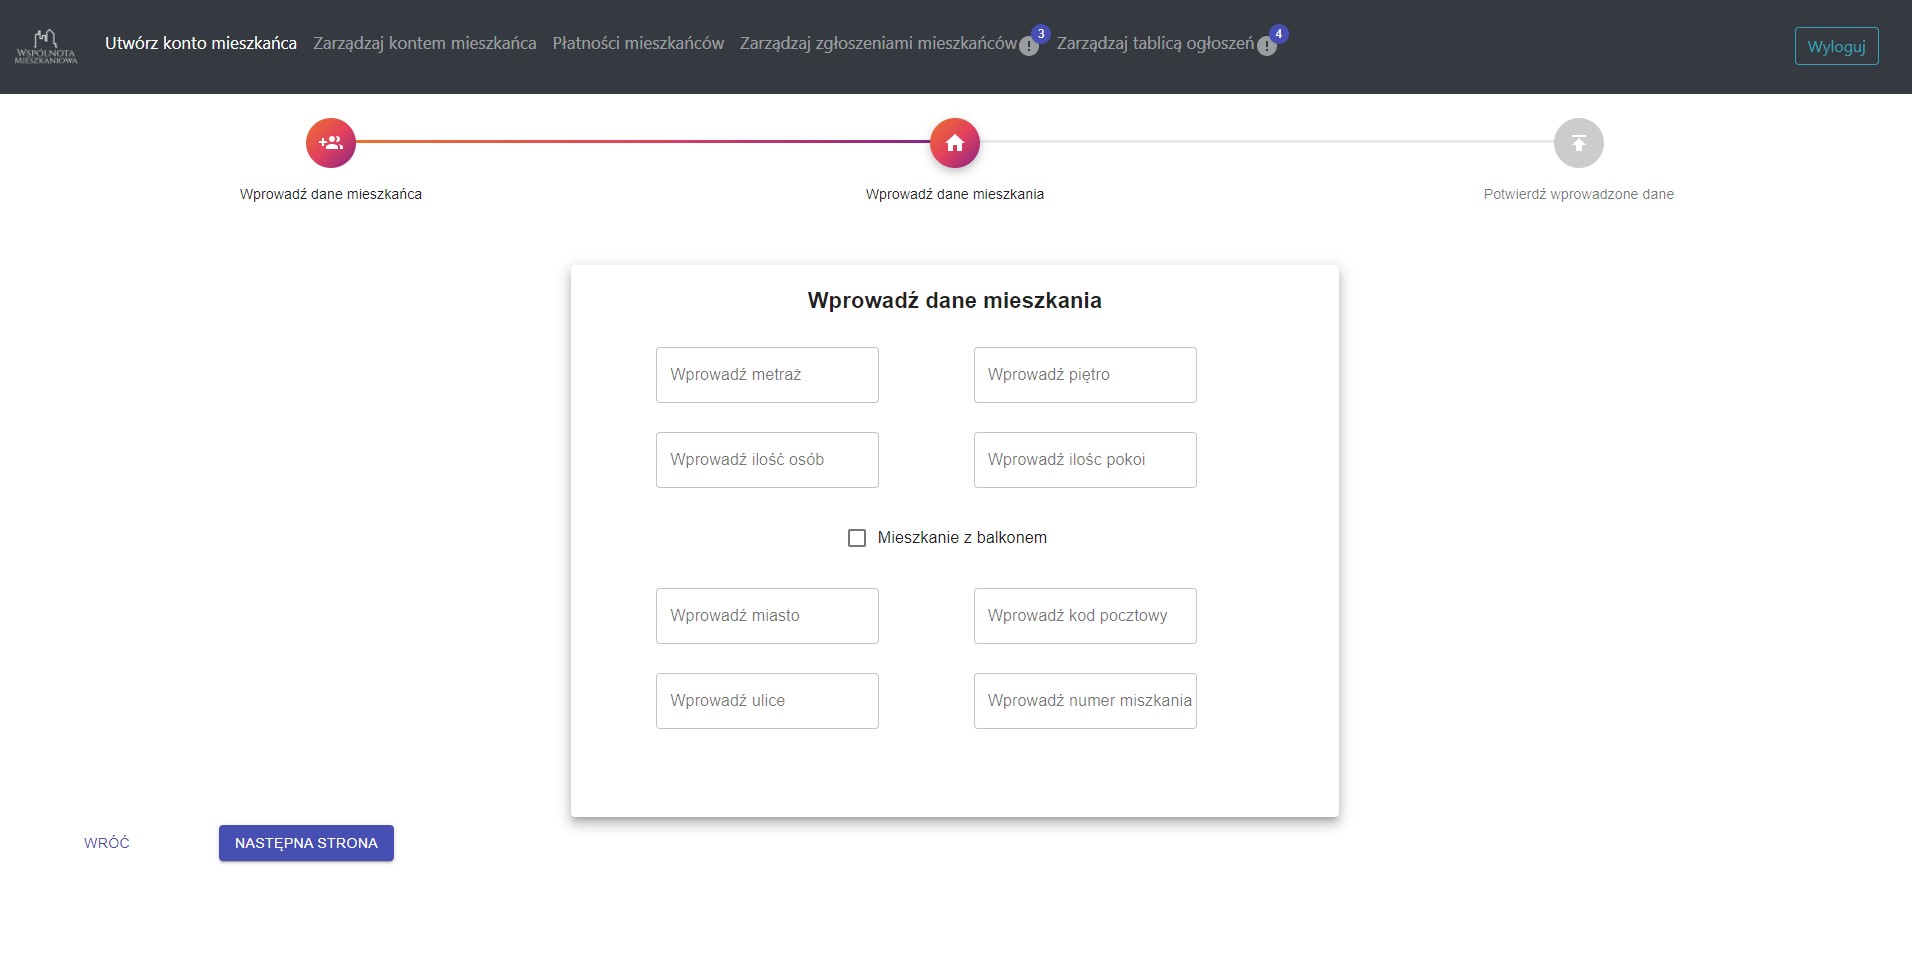 WSPÓLNOTA
MIESZKANIOWA
Utwórz konto mieszkańca Zarządzaj kontem mieszkańca Płatności mieszkańców Zarządzaj zgłoszeniami mieszkańców 3 Zarządzaj tablicą ogłoszeń 4 Wyloguj
Wprowadź dane mieszkańca Wprowadź dane mieszkania Potwierdź wprowadzone dane
Wprowadź dane mieszkania
Wprowadź metraż Wprowadź piętro
Wprowadź ilość osób Wprowadź ilośc pokoi
Mieszkanie z balkonem
Wprowadź miasto Wprowadź kod pocztowy
Wprowadź ulice Wprowadź numer miszkania
WRÓĆ NASTĘPNA STRONA